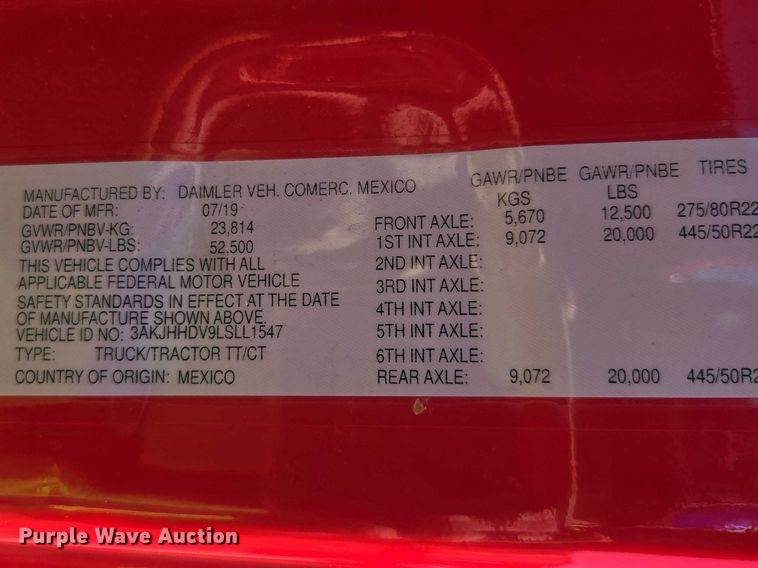 MANUFACTURED BY: DAIMLER VEH. COMERC. MEXICO
DATE OF MFR: 07/19
GVWR/PNBV-KG: 23,814
GVWR/PNBV-LBS: 52,500
THIS VEHICLE COMPLIES WITH ALL
APPLICABLE FEDERAL MOTOR VEHICLE
SAFETY STANDARDS IN EFFECT AT THE DATE
OF MANUFACTURE SHOWN ABOVE.
VEHICLE ID NO: 3AKJHHDV9LSLL1547
TYPE: TRUCK/TRACTOR TT/CT
COUNTRY OF ORIGIN: MEXICO
GAWR/PNBE GAWR/PNBE TIRES
KGS LBS
FRONT AXLE: 5,670 12,500 275/80R22
1ST INT AXLE: 9,072 20,000 445/50R22
2ND INT AXLE:
3RD INT AXLE:
4TH INT AXLE:
5TH INT AXLE:
6TH INT AXLE:
REAR AXLE: 9,072 20,000 445/50R2
Purple Wave Auction